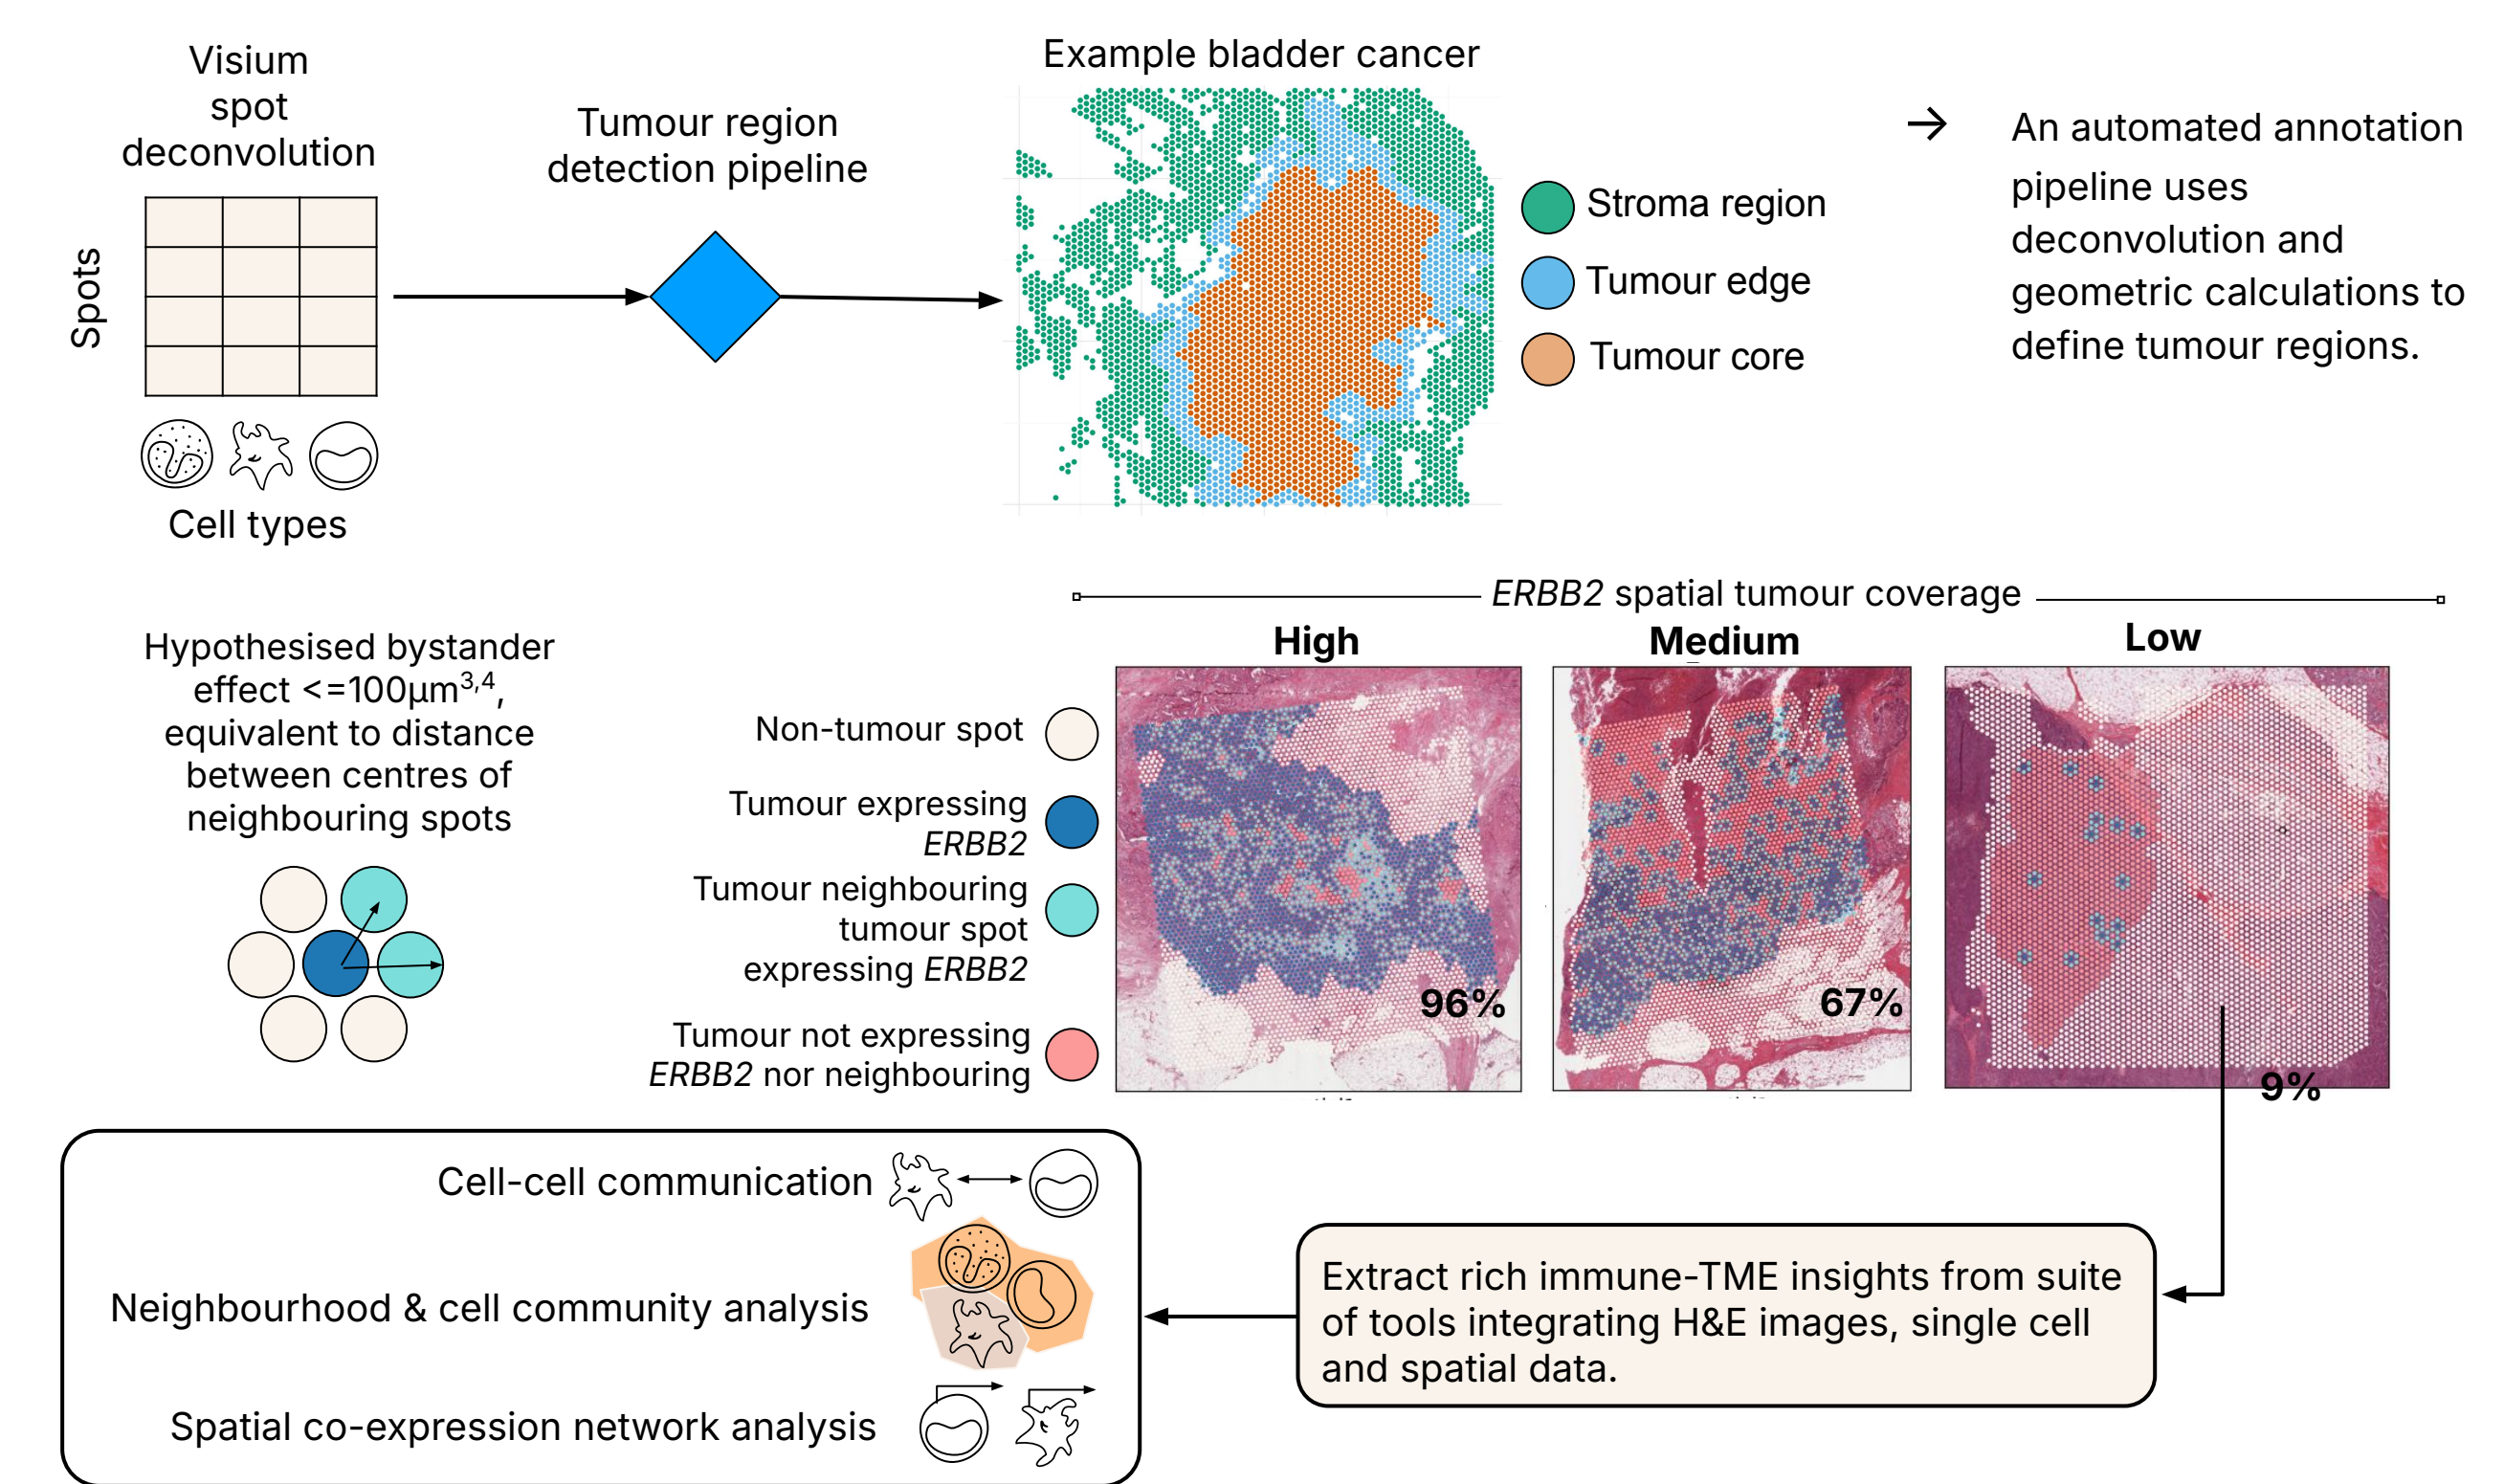 Visium
spot
deconvolution
Spots
Cell types
Tumour region
detection pipeline
Example bladder cancer
Stroma region
Tumour edge
Tumour core
→ An automated annotation
pipeline uses
deconvolution and
geometric calculations to
define tumour regions.
Hypothesised bystander
effect <=100µm3,4,
equivalent to distance
between centres of
neighbouring spots
ERBB2 spatial tumour coverage
High
Medium
Low
Non-tumour spot
Tumour expressing
ERBB2
Tumour neighbouring
tumour spot
expressing ERBB2
Tumour not expressing
ERBB2 nor neighbouring
96%
67%
9%
Cell-cell communication
Neighbourhood & cell community analysis
Spatial co-expression network analysis
Extract rich immune-TME insights from suite
of tools integrating H&E images, single cell
and spatial data.